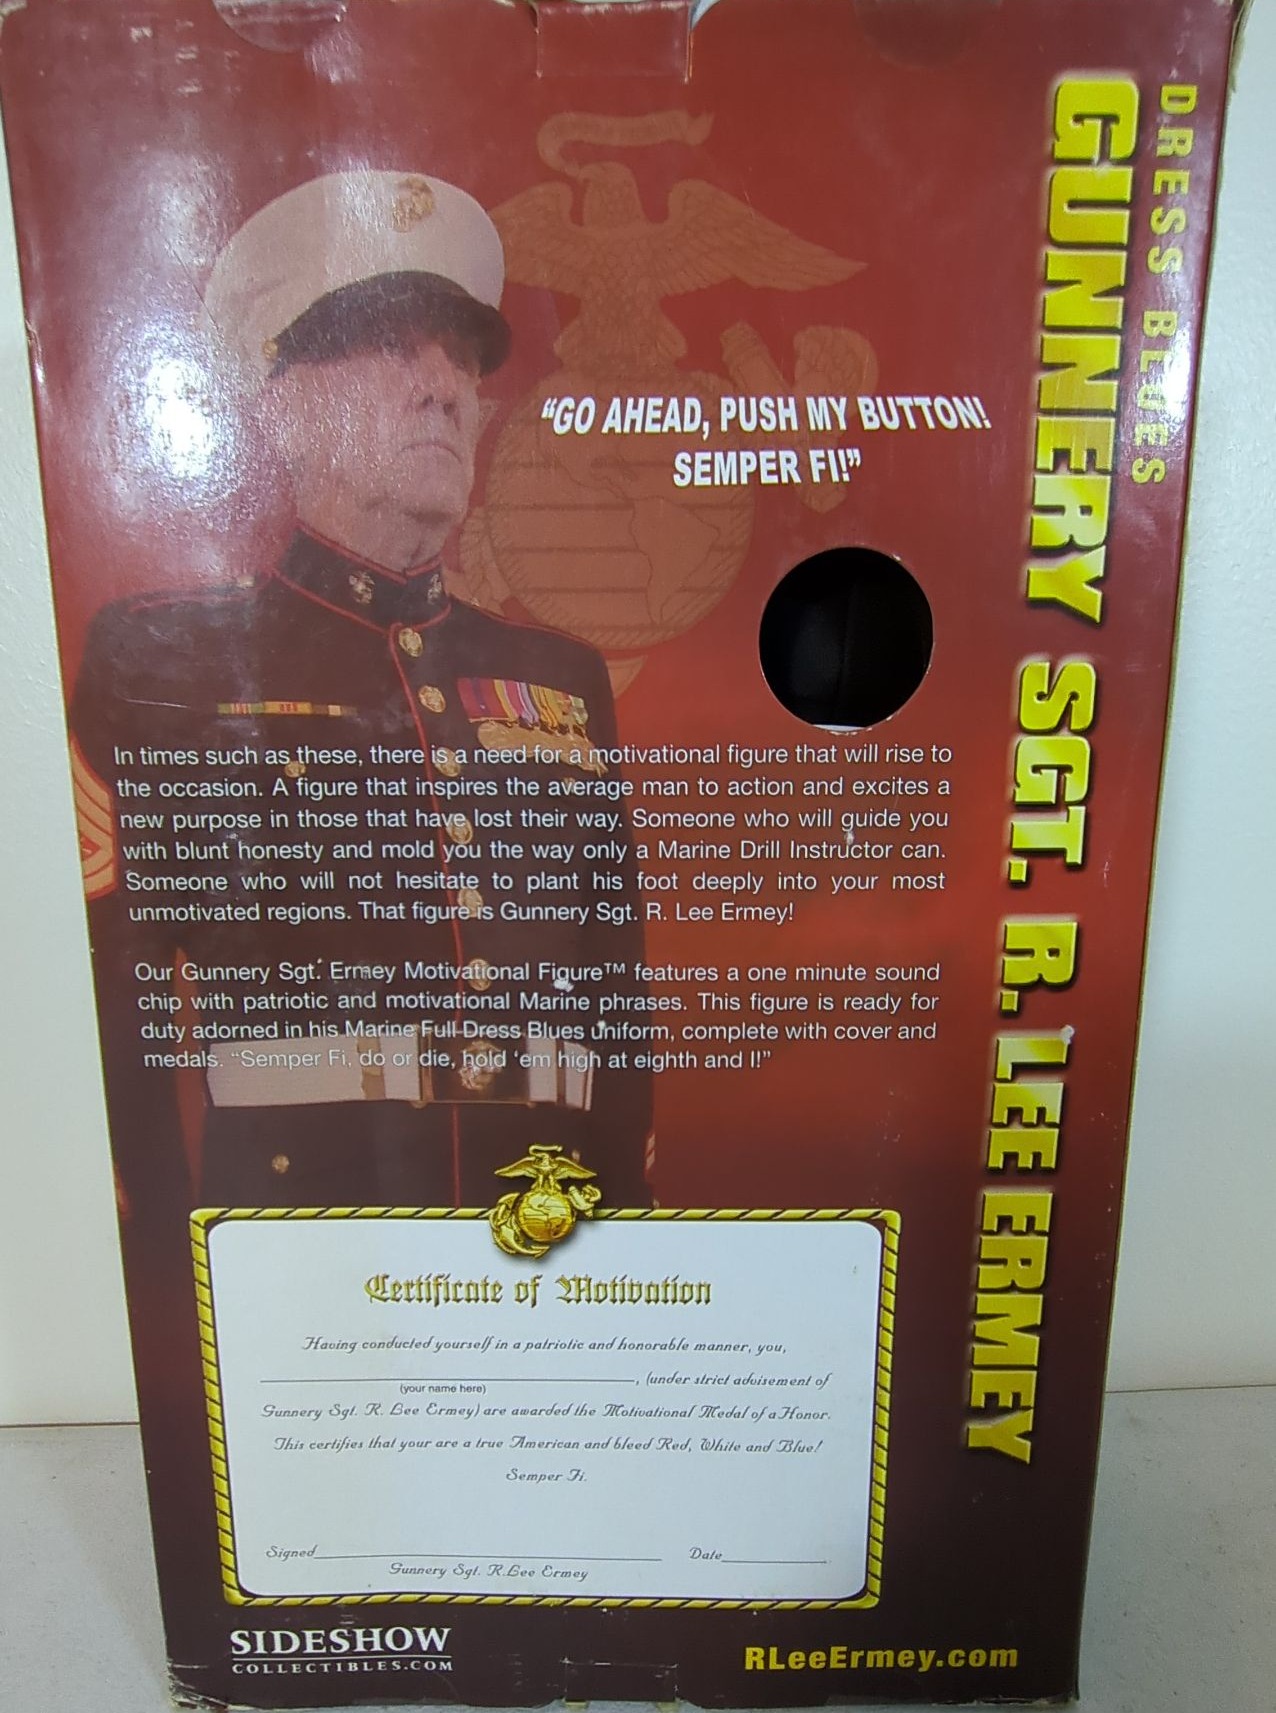 DRESS BLUES
GUNNERY SGT. R. LEE ERMEY
“GO AHEAD, PUSH MY BUTTON!
SEMPER FI!”
In times such as these, there is a need for a motivational figure that will rise to
the occasion. A figure that inspires the average man to action and excites a
new purpose in those that have lost their way. Someone who will guide you
with blunt honesty and mold you the way only a Marine Drill Instructor can.
Someone who will not hesitate to plant his foot deeply into your most
unmotivated regions. That figure is Gunnery Sgt. R. Lee Ermey!
Our Gunnery Sgt. Ermey Motivational Figure™ features a one minute sound
chip with patriotic and motivational Marine phrases. This figure is ready for
duty adorned in his Marine Full Dress Blues uniform, complete with cover and
medals. “Semper Fi, do or die, hold ‘em high at eighth and I!”
Certificate of Motivation
Having conducted yourself in a patriotic and honorable manner, you,
, (under strict advisement of
(your name here)
Gunnery Sgt. R. Lee Ermey) are awarded the Motivational Medal of a Honor.
This certifies that your are a true American and bleed Red, White and Blue!
Semper Fi.
Signed Date
Gunnery Sgt. R.Lee Ermey
SIDESHOW
COLLECTIBLES.COM
RLeeErmey.com